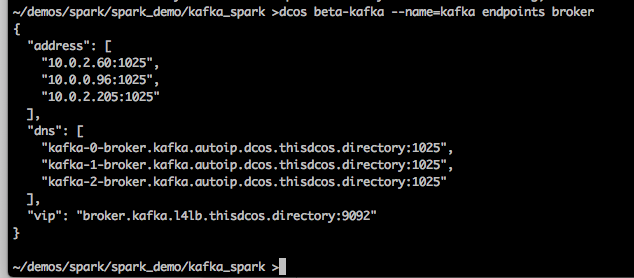 ~/demos/spark/spark_demo/kafka_spark >dcos beta-kafka --name=kafka endpoints broker
{
  "address": [
    "10.0.2.60:1025",
    "10.0.0.96:1025",
    "10.0.2.205:1025"
  ],
  "dns": [
    "kafka-0-broker.kafka.autoip.dcos.thisdcos.directory:1025",
    "kafka-1-broker.kafka.autoip.dcos.thisdcos.directory:1025",
    "kafka-2-broker.kafka.autoip.dcos.thisdcos.directory:1025"
  ],
  "vip": "broker.kafka.l4lb.thisdcos.directory:9092"
}
~/demos/spark/spark_demo/kafka_spark >